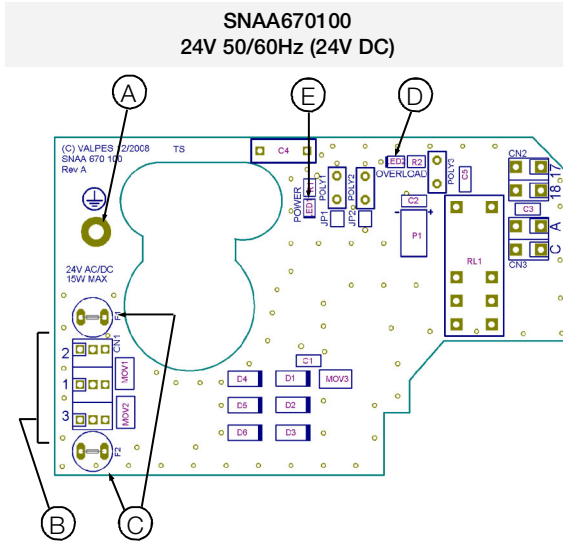 SNAA670100
24V 50/60Hz (24V DC)
A
E
D
(C) VALPES 12/2008
SNAA 670 100
Rev A
TS
C4
LED2
R2
OVERLOAD
POLY3
C5
CN2
17
18
POWER
R1
LED1
POLY1
POLY2
JP1
JP2
C2
- +
P1
C3
A
C
CN3
RL1
24V AC/DC
15W MAX
F1
CN1
2
1
3
MOV1
MOV2
F2
C1
D4
D1
MOV3
D5
D2
D6
D3
B
C